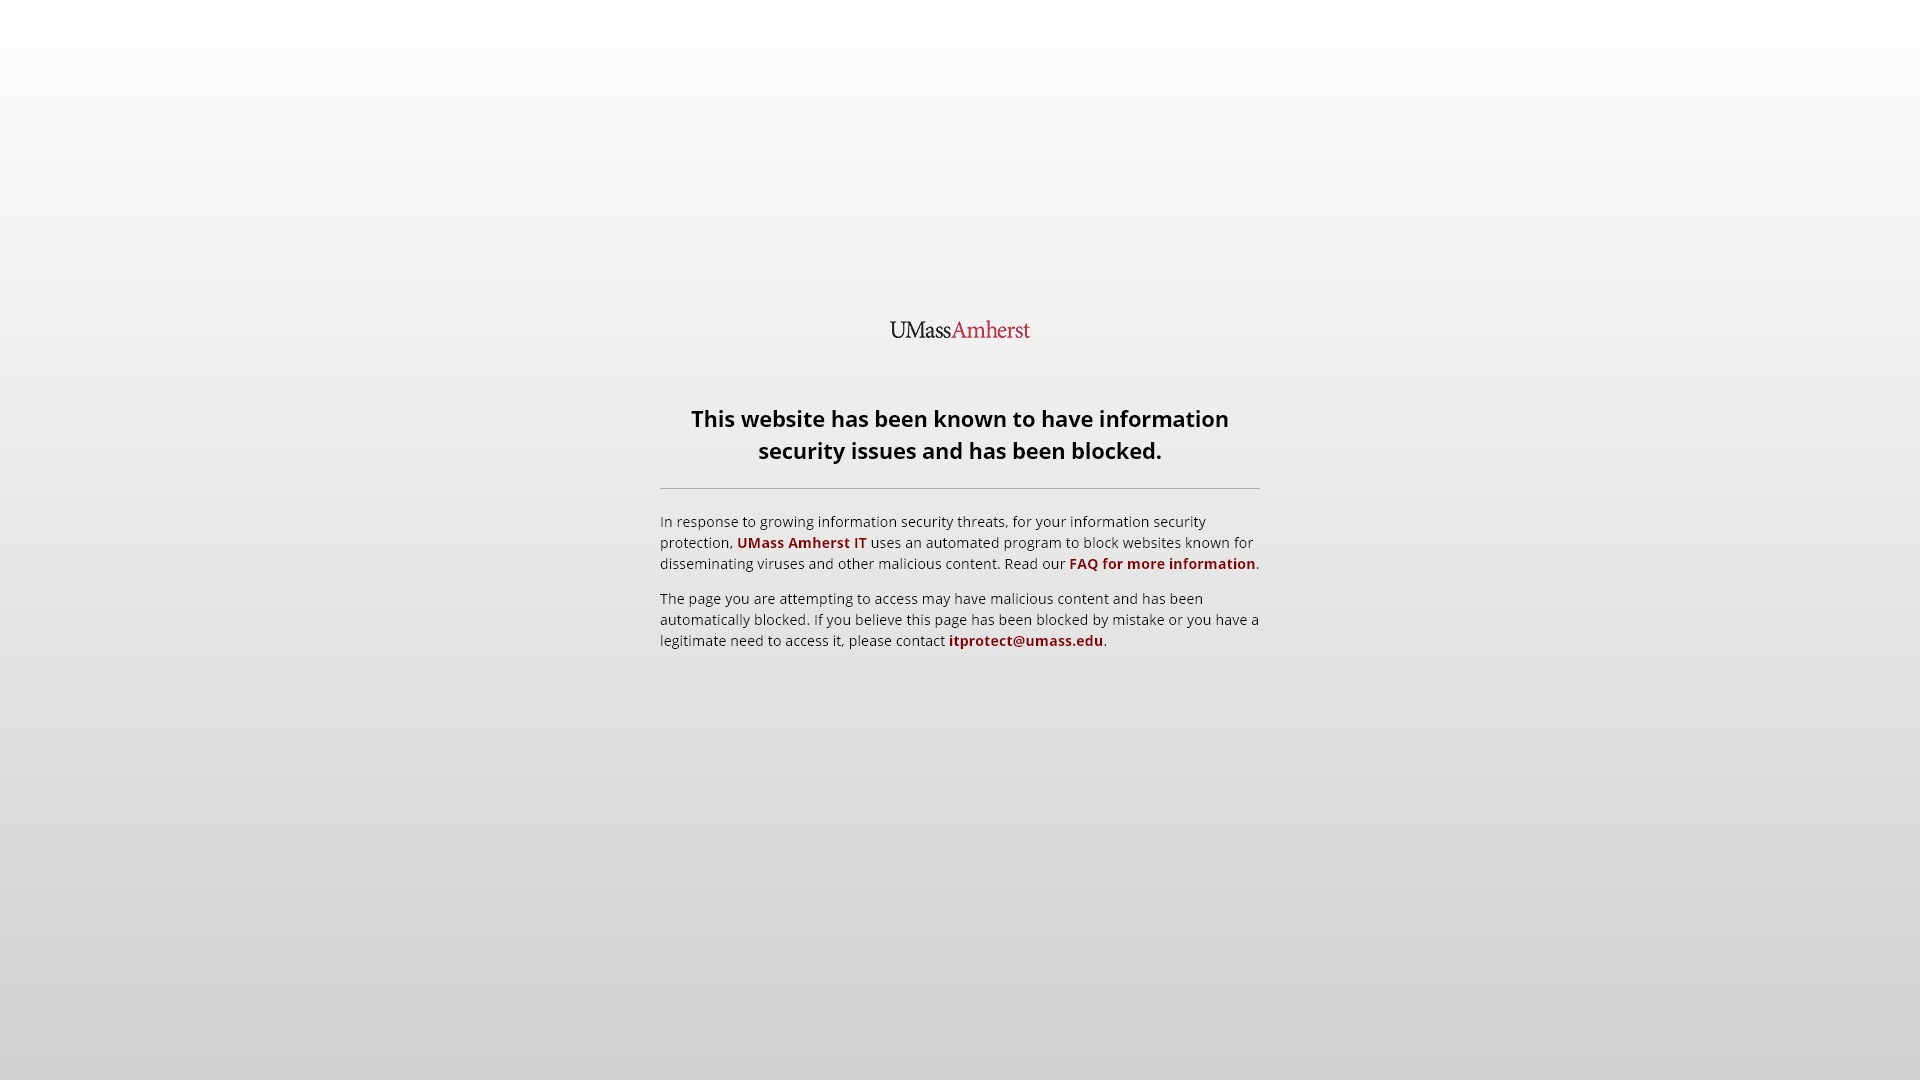 UMassAmherst
This website has been known to have information
security issues and has been blocked.
In response to growing information security threats, for your information security
protection, UMass Amherst IT uses an automated program to block websites known for
disseminating viruses and other malicious content. Read our FAQ for more information.
The page you are attempting to access may have malicious content and has been
automatically blocked. If you believe this page has been blocked by mistake or you have a
legitimate need to access it, please contact itprotect@umass.edu.